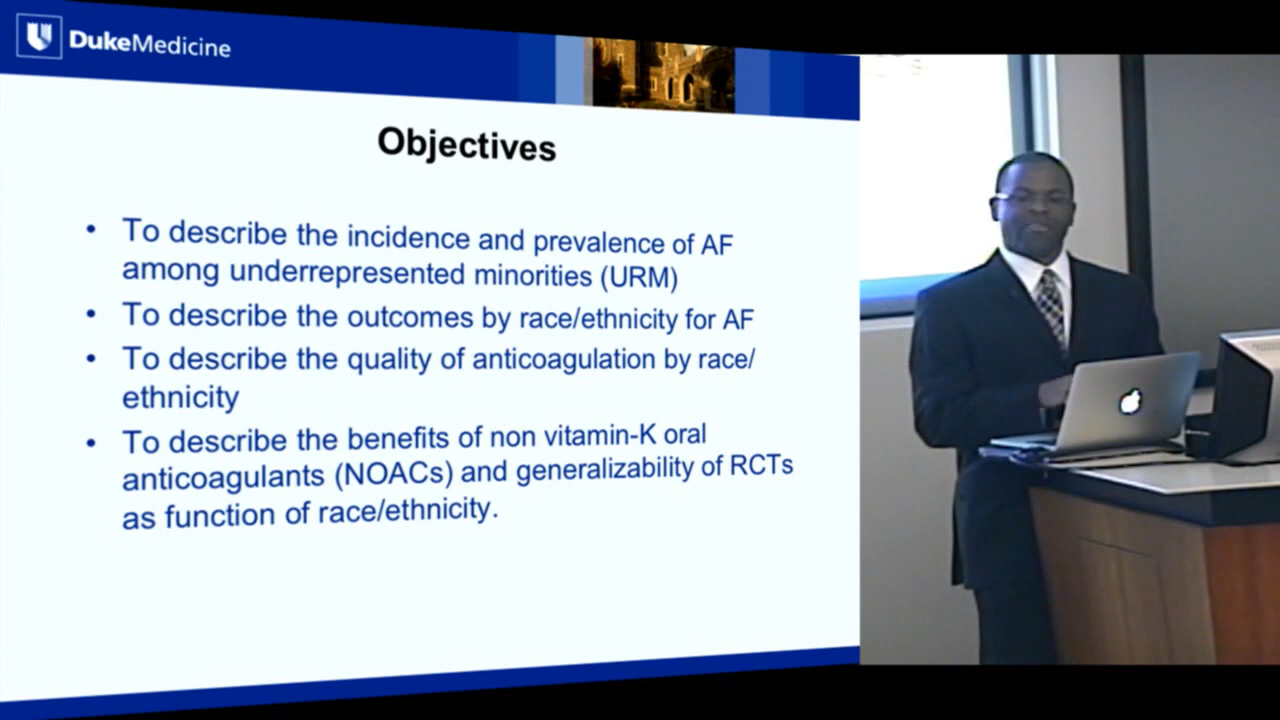 DukeMedicine
Objectives
• To describe the incidence and prevalence of AF
among underrepresented minorities (URM)
• To describe the outcomes by race/ethnicity for AF
• To describe the quality of anticoagulation by race/
ethnicity
• To describe the benefits of non vitamin-K oral
anticoagulants (NOACs) and generalizability of RCTs
as function of race/ethnicity.